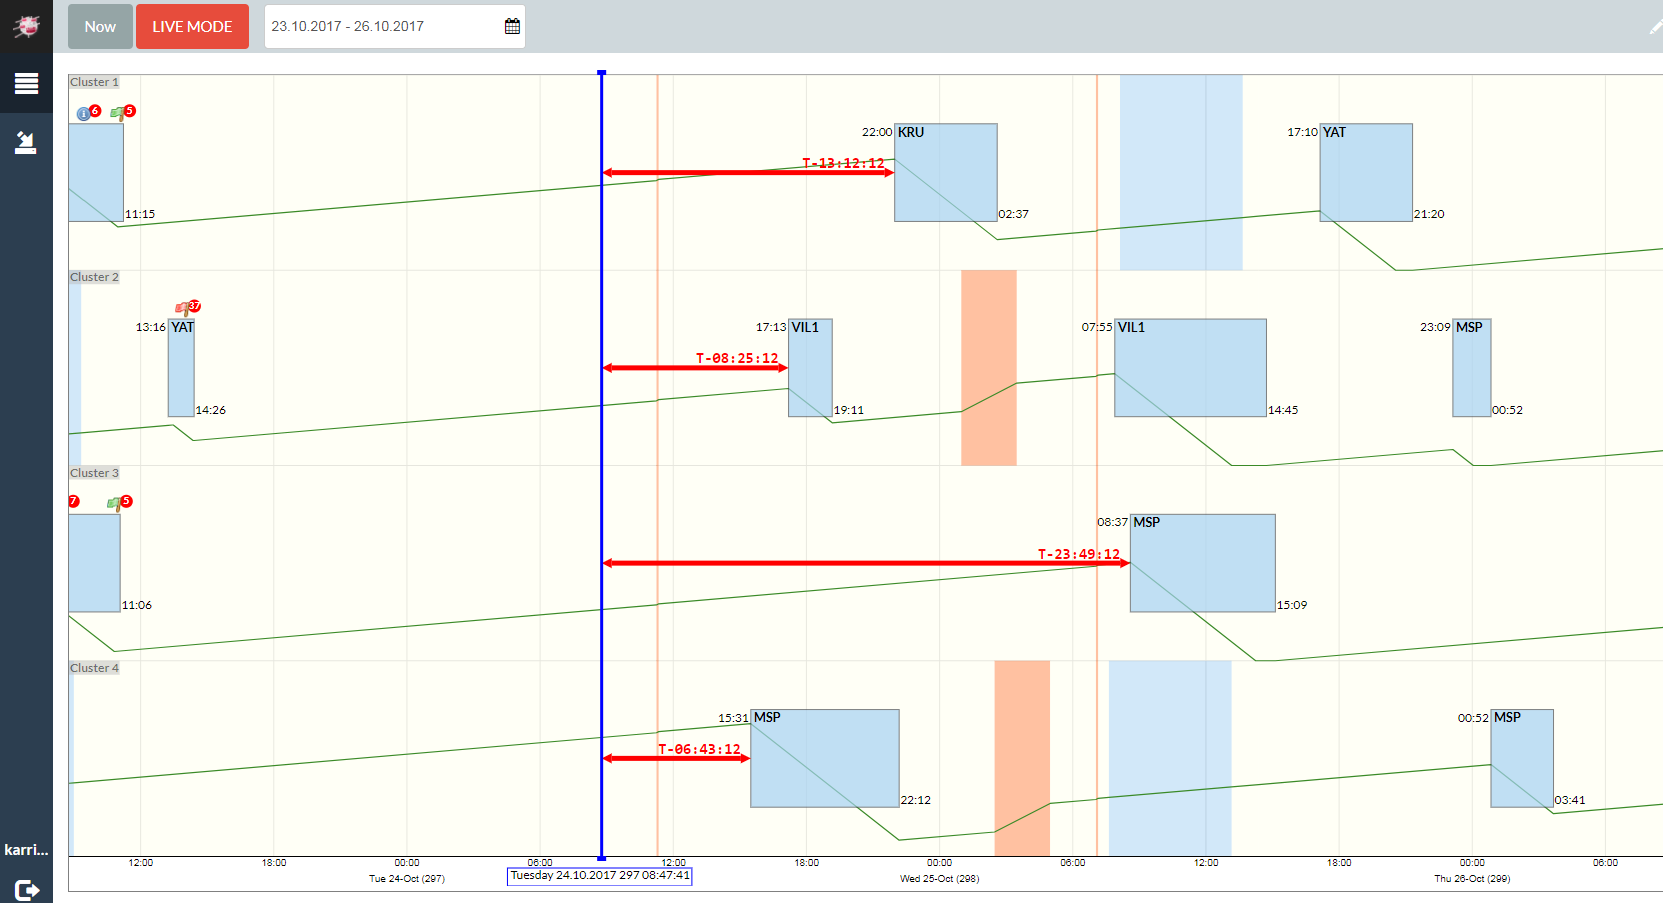 Now
LIVE MODE
23.10.2017 - 26.10.2017
Cluster 1
6
5
22:00
KRU
17:10
YAT
T-13:12:12
11:15
02:37
21:20
Cluster 2
37
13:16
YAT
17:13
VIL1
07:55
VIL1
23:09
MSP
T-08:25:12
14:26
19:11
14:45
00:52
Cluster 3
7
5
08:37
MSP
T-23:49:12
11:06
15:09
Cluster 4
15:31
MSP
00:52
MSP
T-06:43:12
22:12
03:41
karri...
12:00
18:00
00:00
06:00
12:00
18:00
00:00
06:00
12:00
18:00
00:00
06:00
Tue 24-Oct (297)
Tuesday 24.10.2017 297 08:47:41
Wed 25-Oct (298)
Thu 26-Oct (299)